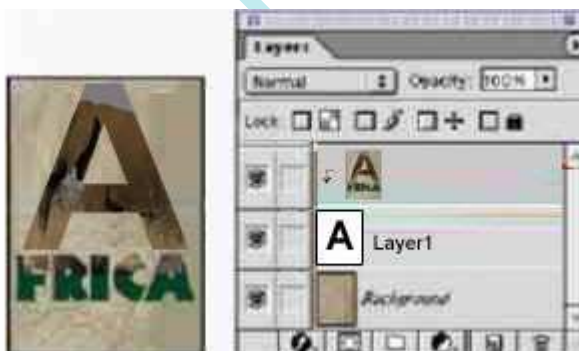 A
FRICA
Layers
Normal
Opacity: 100%
Lock:
A
FRICA
A Layer1
Background